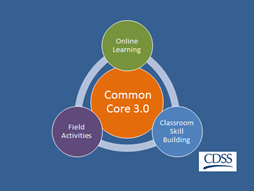 Online
Learning
Common
Core 3.0
Field
Activities
Classroom
Skill
Building
CDSS